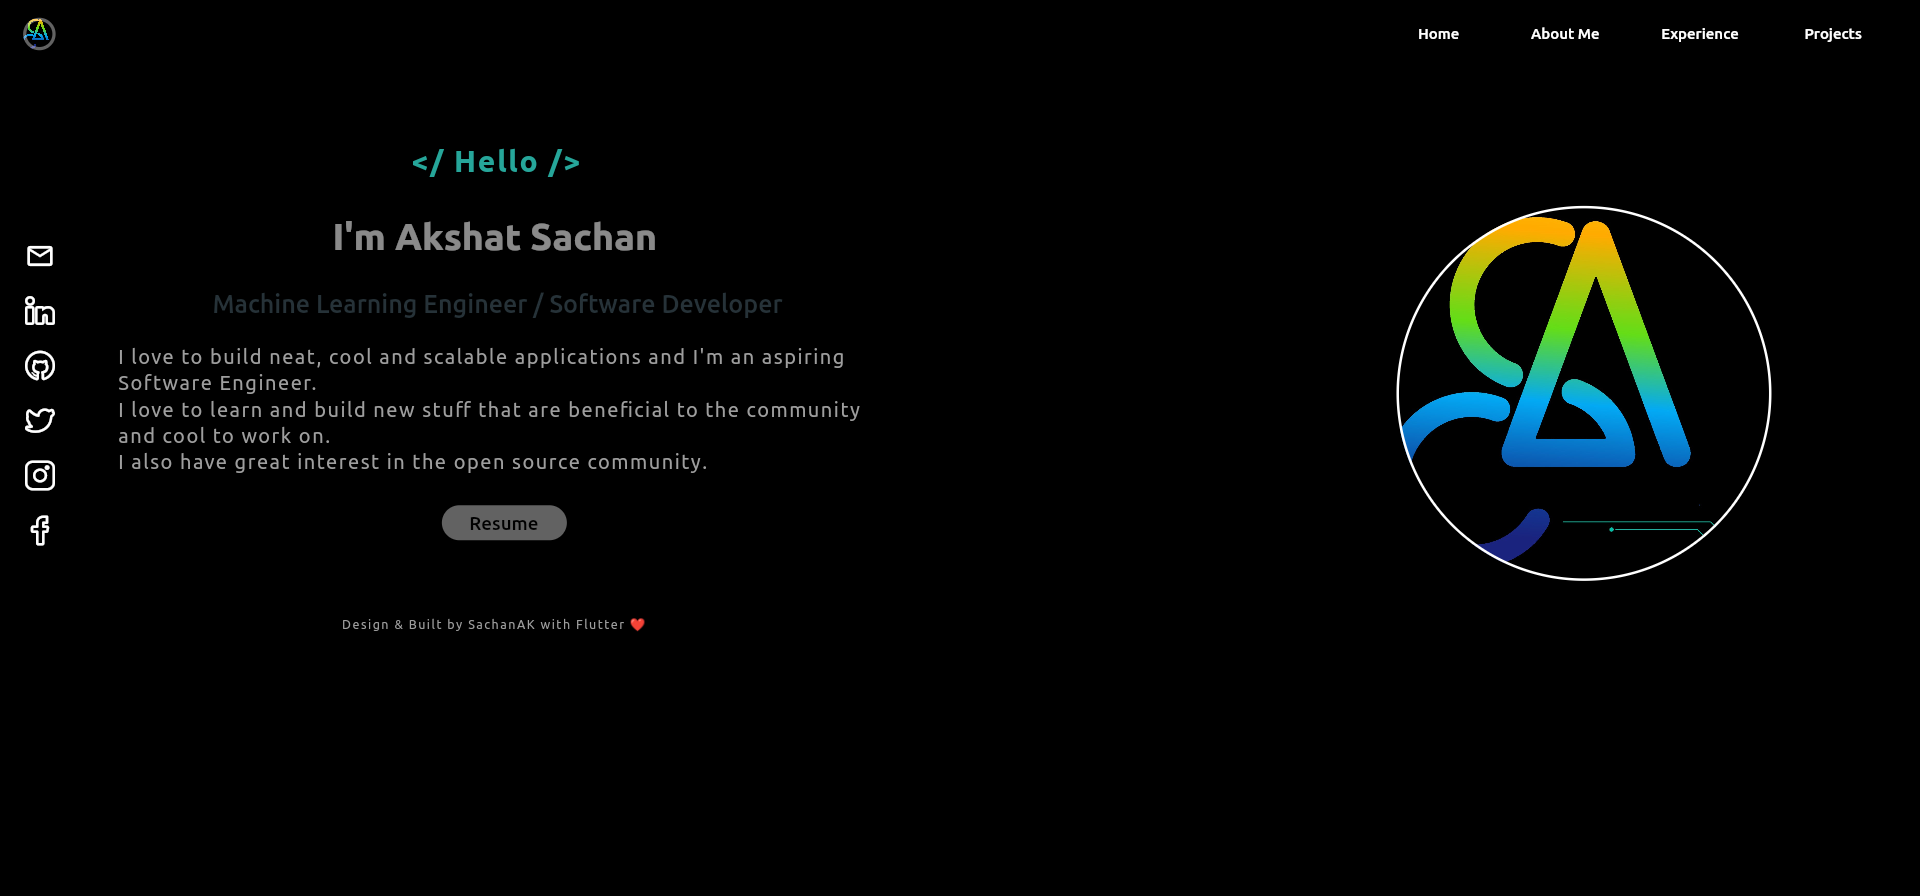 Home
About Me
Experience
Projects
</ Hello />
I'm Akshat Sachan
Machine Learning Engineer / Software Developer
I love to build neat, cool and scalable applications and I'm an aspiring
Software Engineer.
I love to learn and build new stuff that are beneficial to the community
and cool to work on.
I also have great interest in the open source community.
Resume
Design & Built by SachanAK with Flutter ❤️